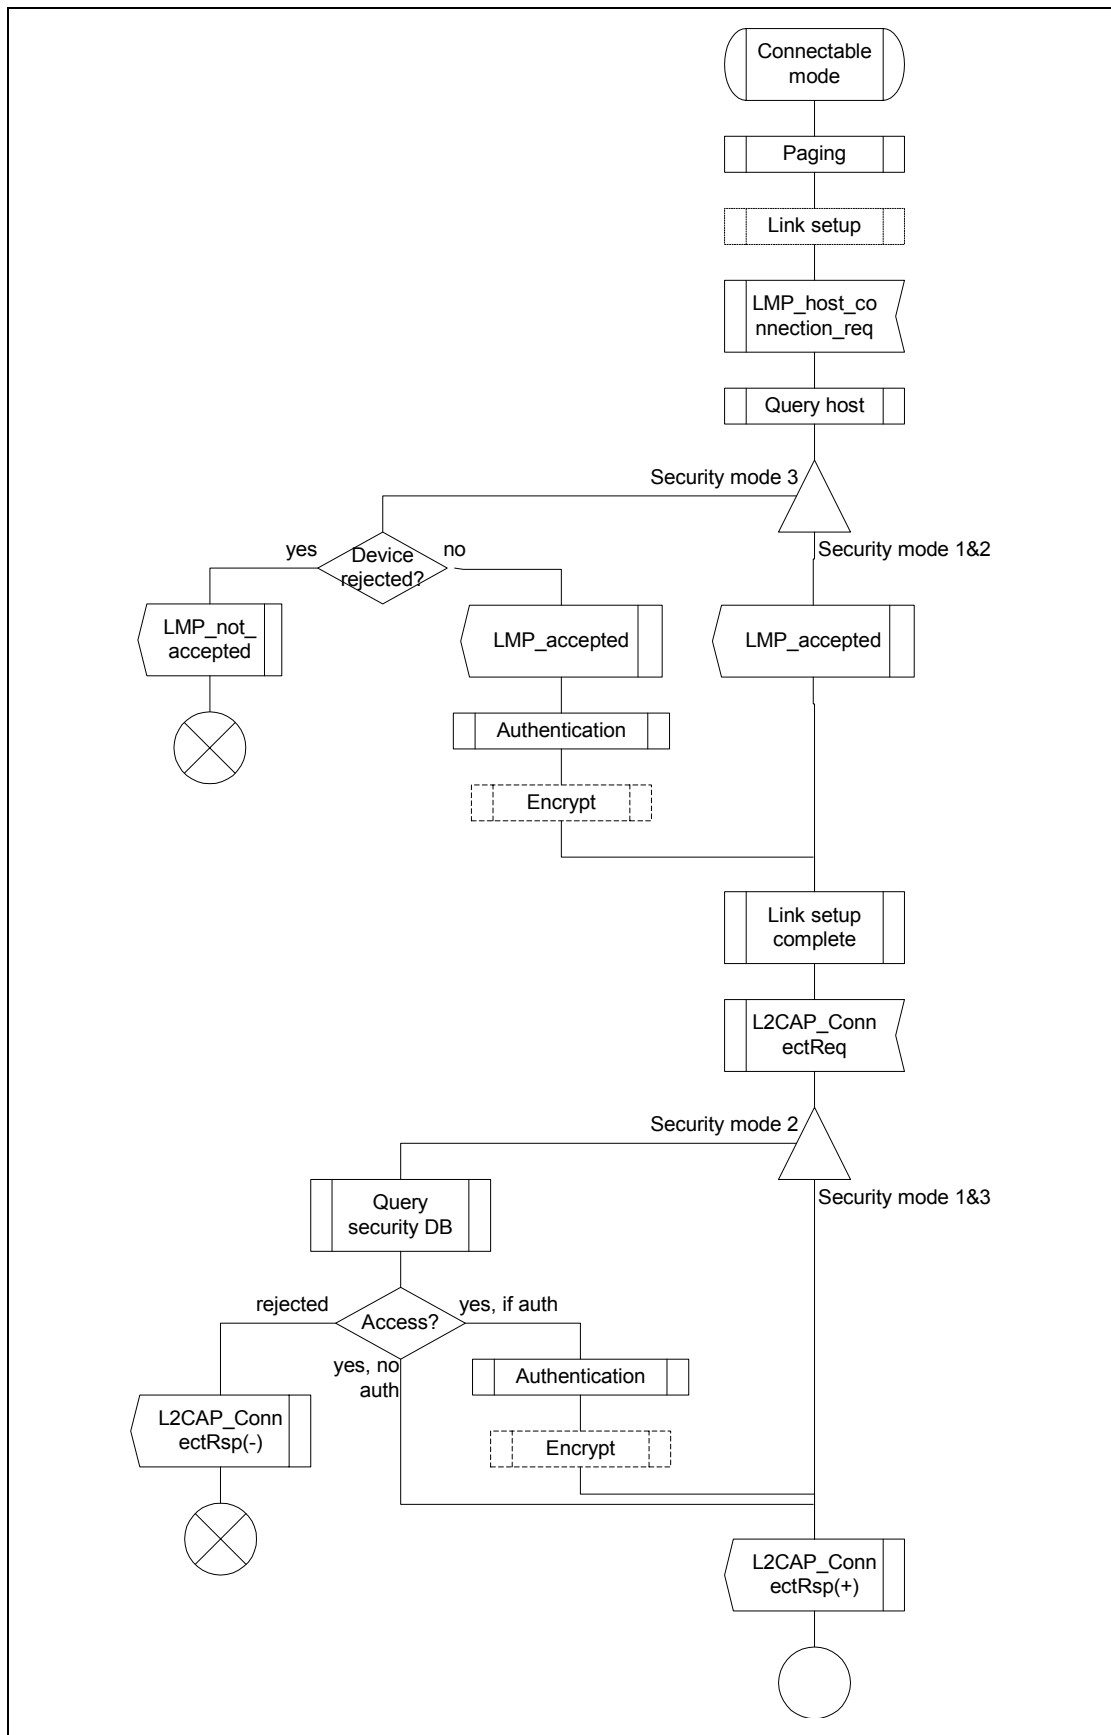 Connectable
mode
Paging
Link setup
LMP_host_co
nnection_req
Query host
Security mode 3
Security mode 1&2
yes
Device
rejected?
no
LMP_not_
accepted
LMP_accepted
LMP_accepted
Authentication
Encrypt
Link setup
complete
L2CAP_Conn
ectReq
Security mode 2
Security mode 1&3
Query
security DB
rejected
Access?
yes, if auth
yes, no
auth
Authentication
L2CAP_Conn
ectRsp(-)
Encrypt
L2CAP_Conn
ectRsp(+)